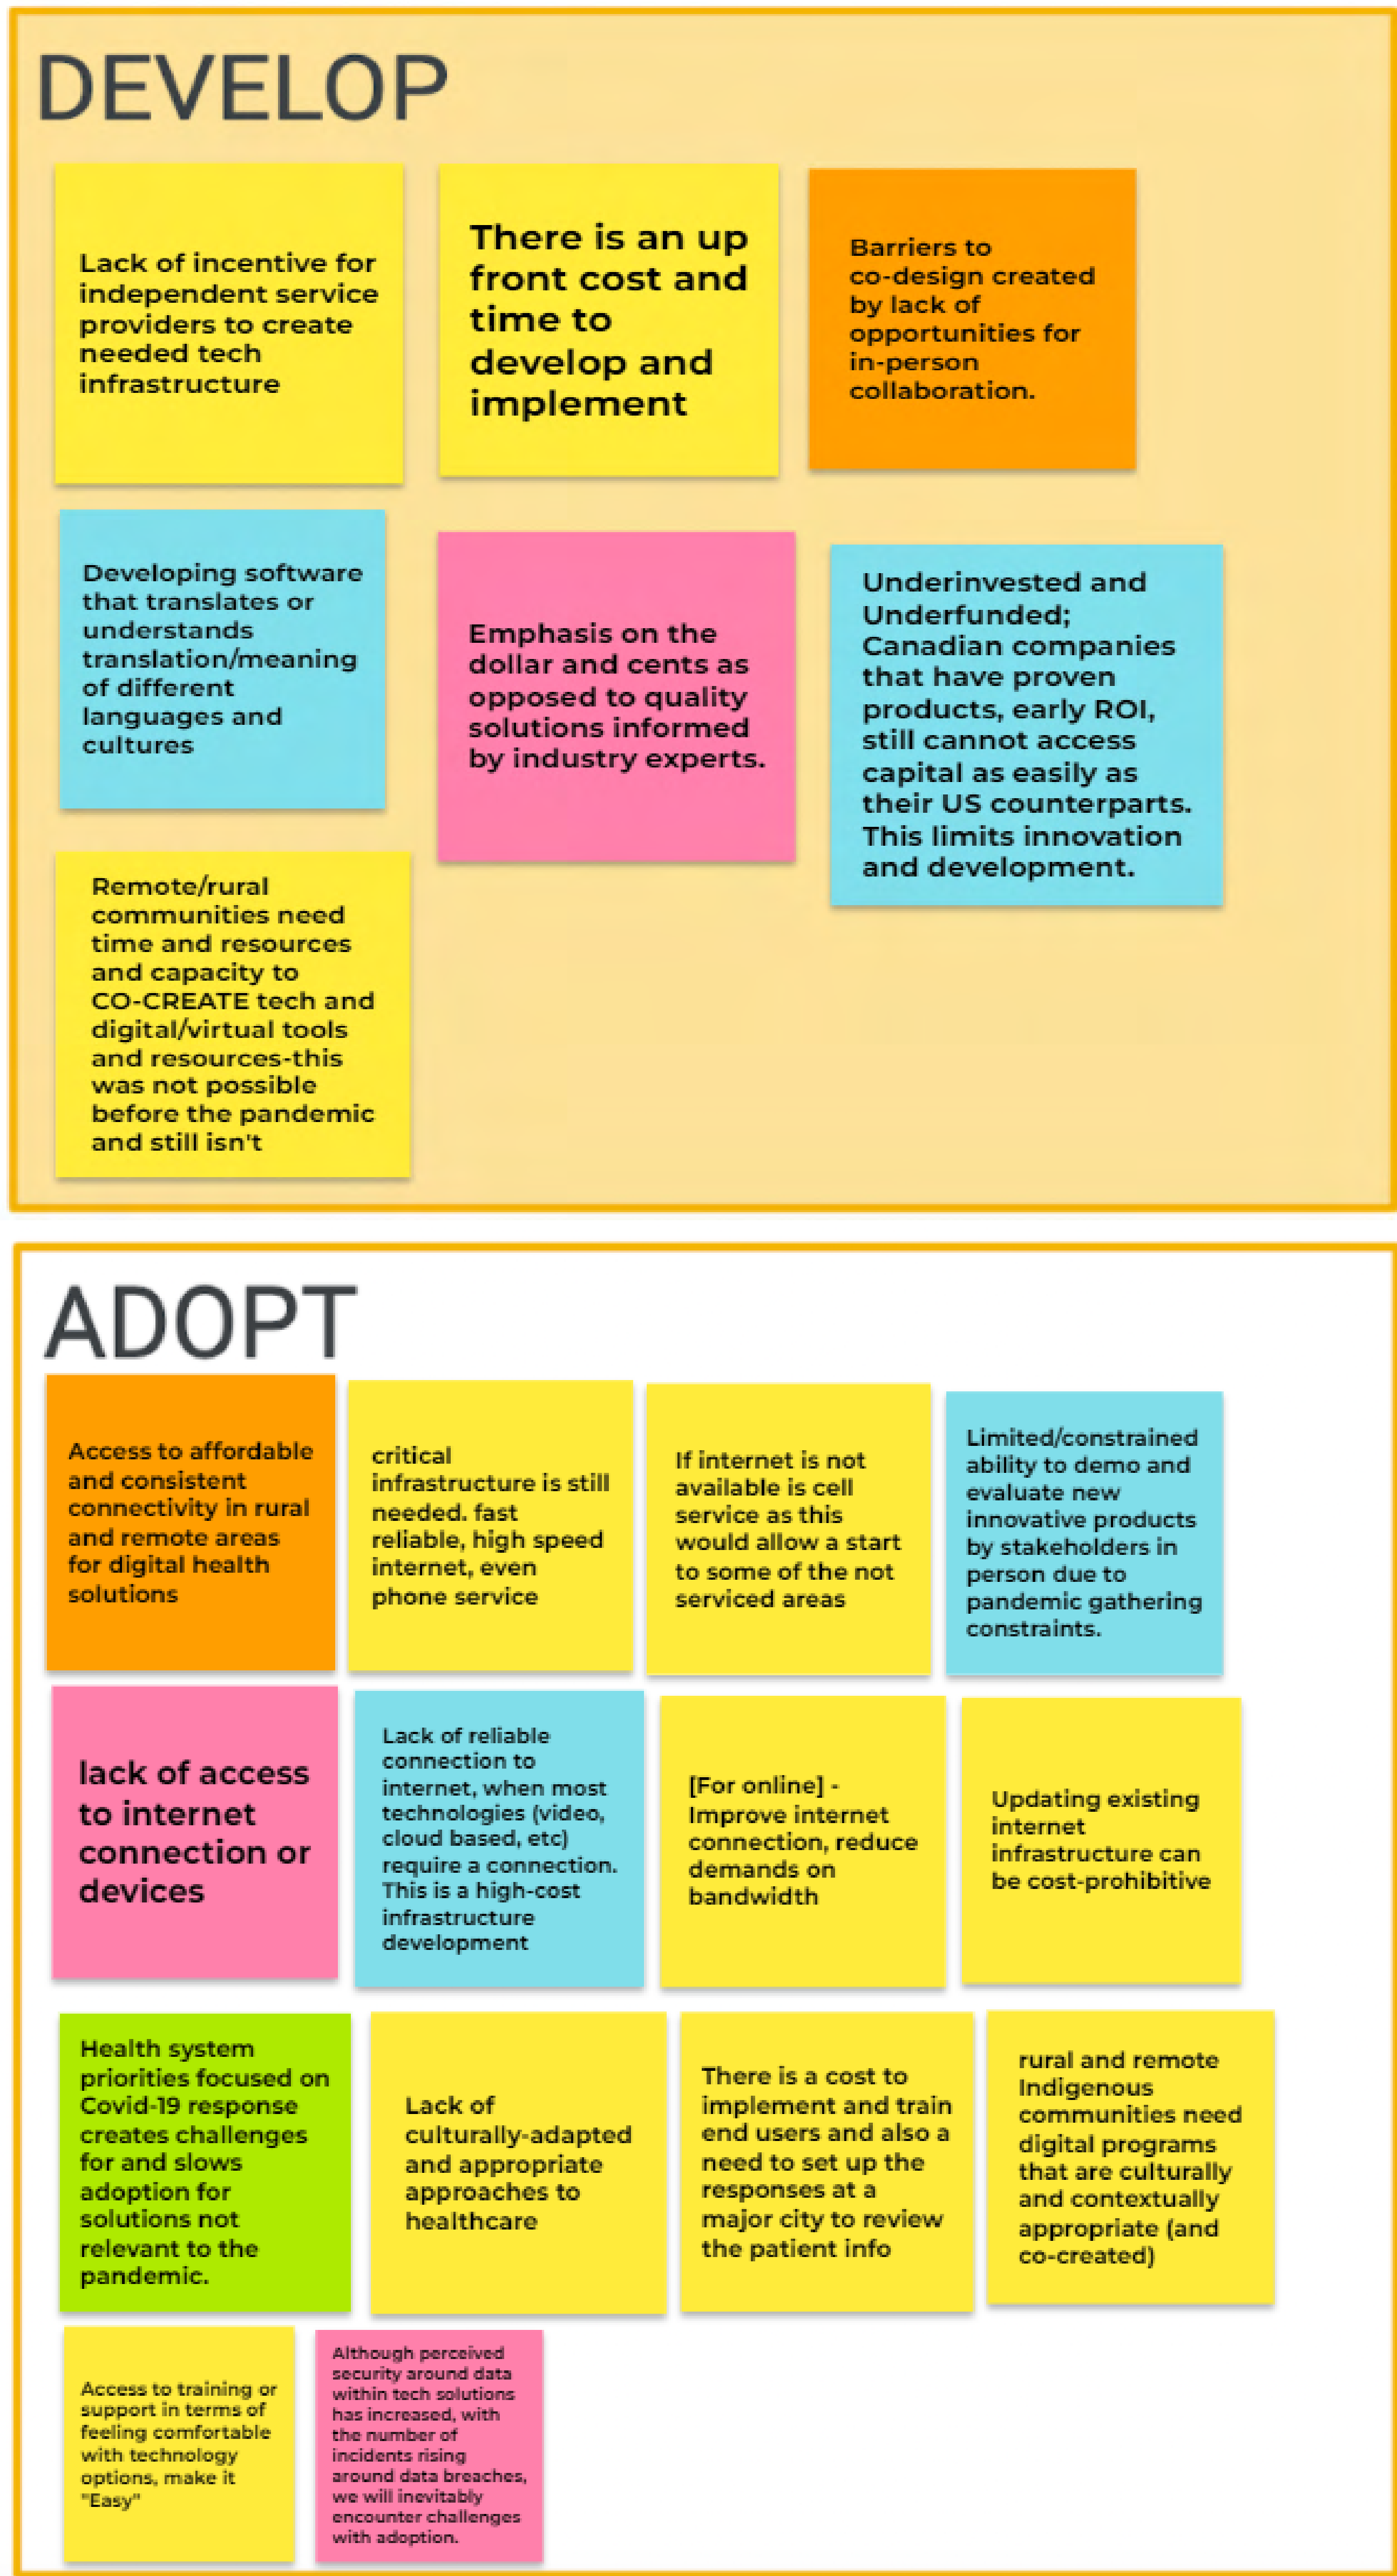 DEVELOP
Lack of incentive for
independent service
providers to create
needed tech
infrastructure
There is an up
front cost and
time to
develop and
implement
Barriers to
co-design created
by lack of
opportunities for
in-person
collaboration.
Developing software
that translates or
understands
translation/meaning
of different
languages and
cultures
Emphasis on the
dollar and cents as
opposed to quality
solutions informed
by industry experts.
Underinvested and
Underfunded;
Canadian companies
that have proven
products, early ROI,
still cannot access
capital as easily as
their US counterparts.
This limits innovation
and development.
Remote/rural
communities need
time and resources
and capacity to
CO-CREATE tech and
digital/virtual tools
and resources-this
was not possible
before the pandemic
and still isn't
ADOPT
Access to affordable
and consistent
connectivity in rural
and remote areas
for digital health
solutions
critical
infrastructure is still
needed. fast
reliable, high speed
internet, even
phone service
If internet is not
available is cell
service as this
would allow a start
to some of the not
serviced areas
Limited/constrained
ability to demo and
evaluate new
innovative products
by stakeholders in
person due to
pandemic gathering
constraints.
lack of access
to internet
connection or
devices
Lack of reliable
connection to
internet, when most
technologies (video,
cloud based, etc)
require a connection.
This is a high-cost
infrastructure
development
[For online] -
Improve internet
connection, reduce
demands on
bandwidth
Updating existing
internet
infrastructure can
be cost-prohibitive
Health system
priorities focused on
Covid-19 response
creates challenges
for and slows
adoption for
solutions not
relevant to the
pandemic.
Lack of
culturally-adapted
and appropriate
approaches to
healthcare
There is a cost to
implement and train
end users and also a
need to set up the
responses at a
major city to review
the patient info
rural and remote
Indigenous
communities need
digital programs
that are culturally
and contextually
appropriate (and
co-created)
Access to training or
support in terms of
feeling comfortable
with technology
options, make it
"Easy"
Although perceived
security around data
within tech solutions
has increased, with
the number of
incidents rising
around data breaches,
we will inevitably
encounter challenges
with adoption.